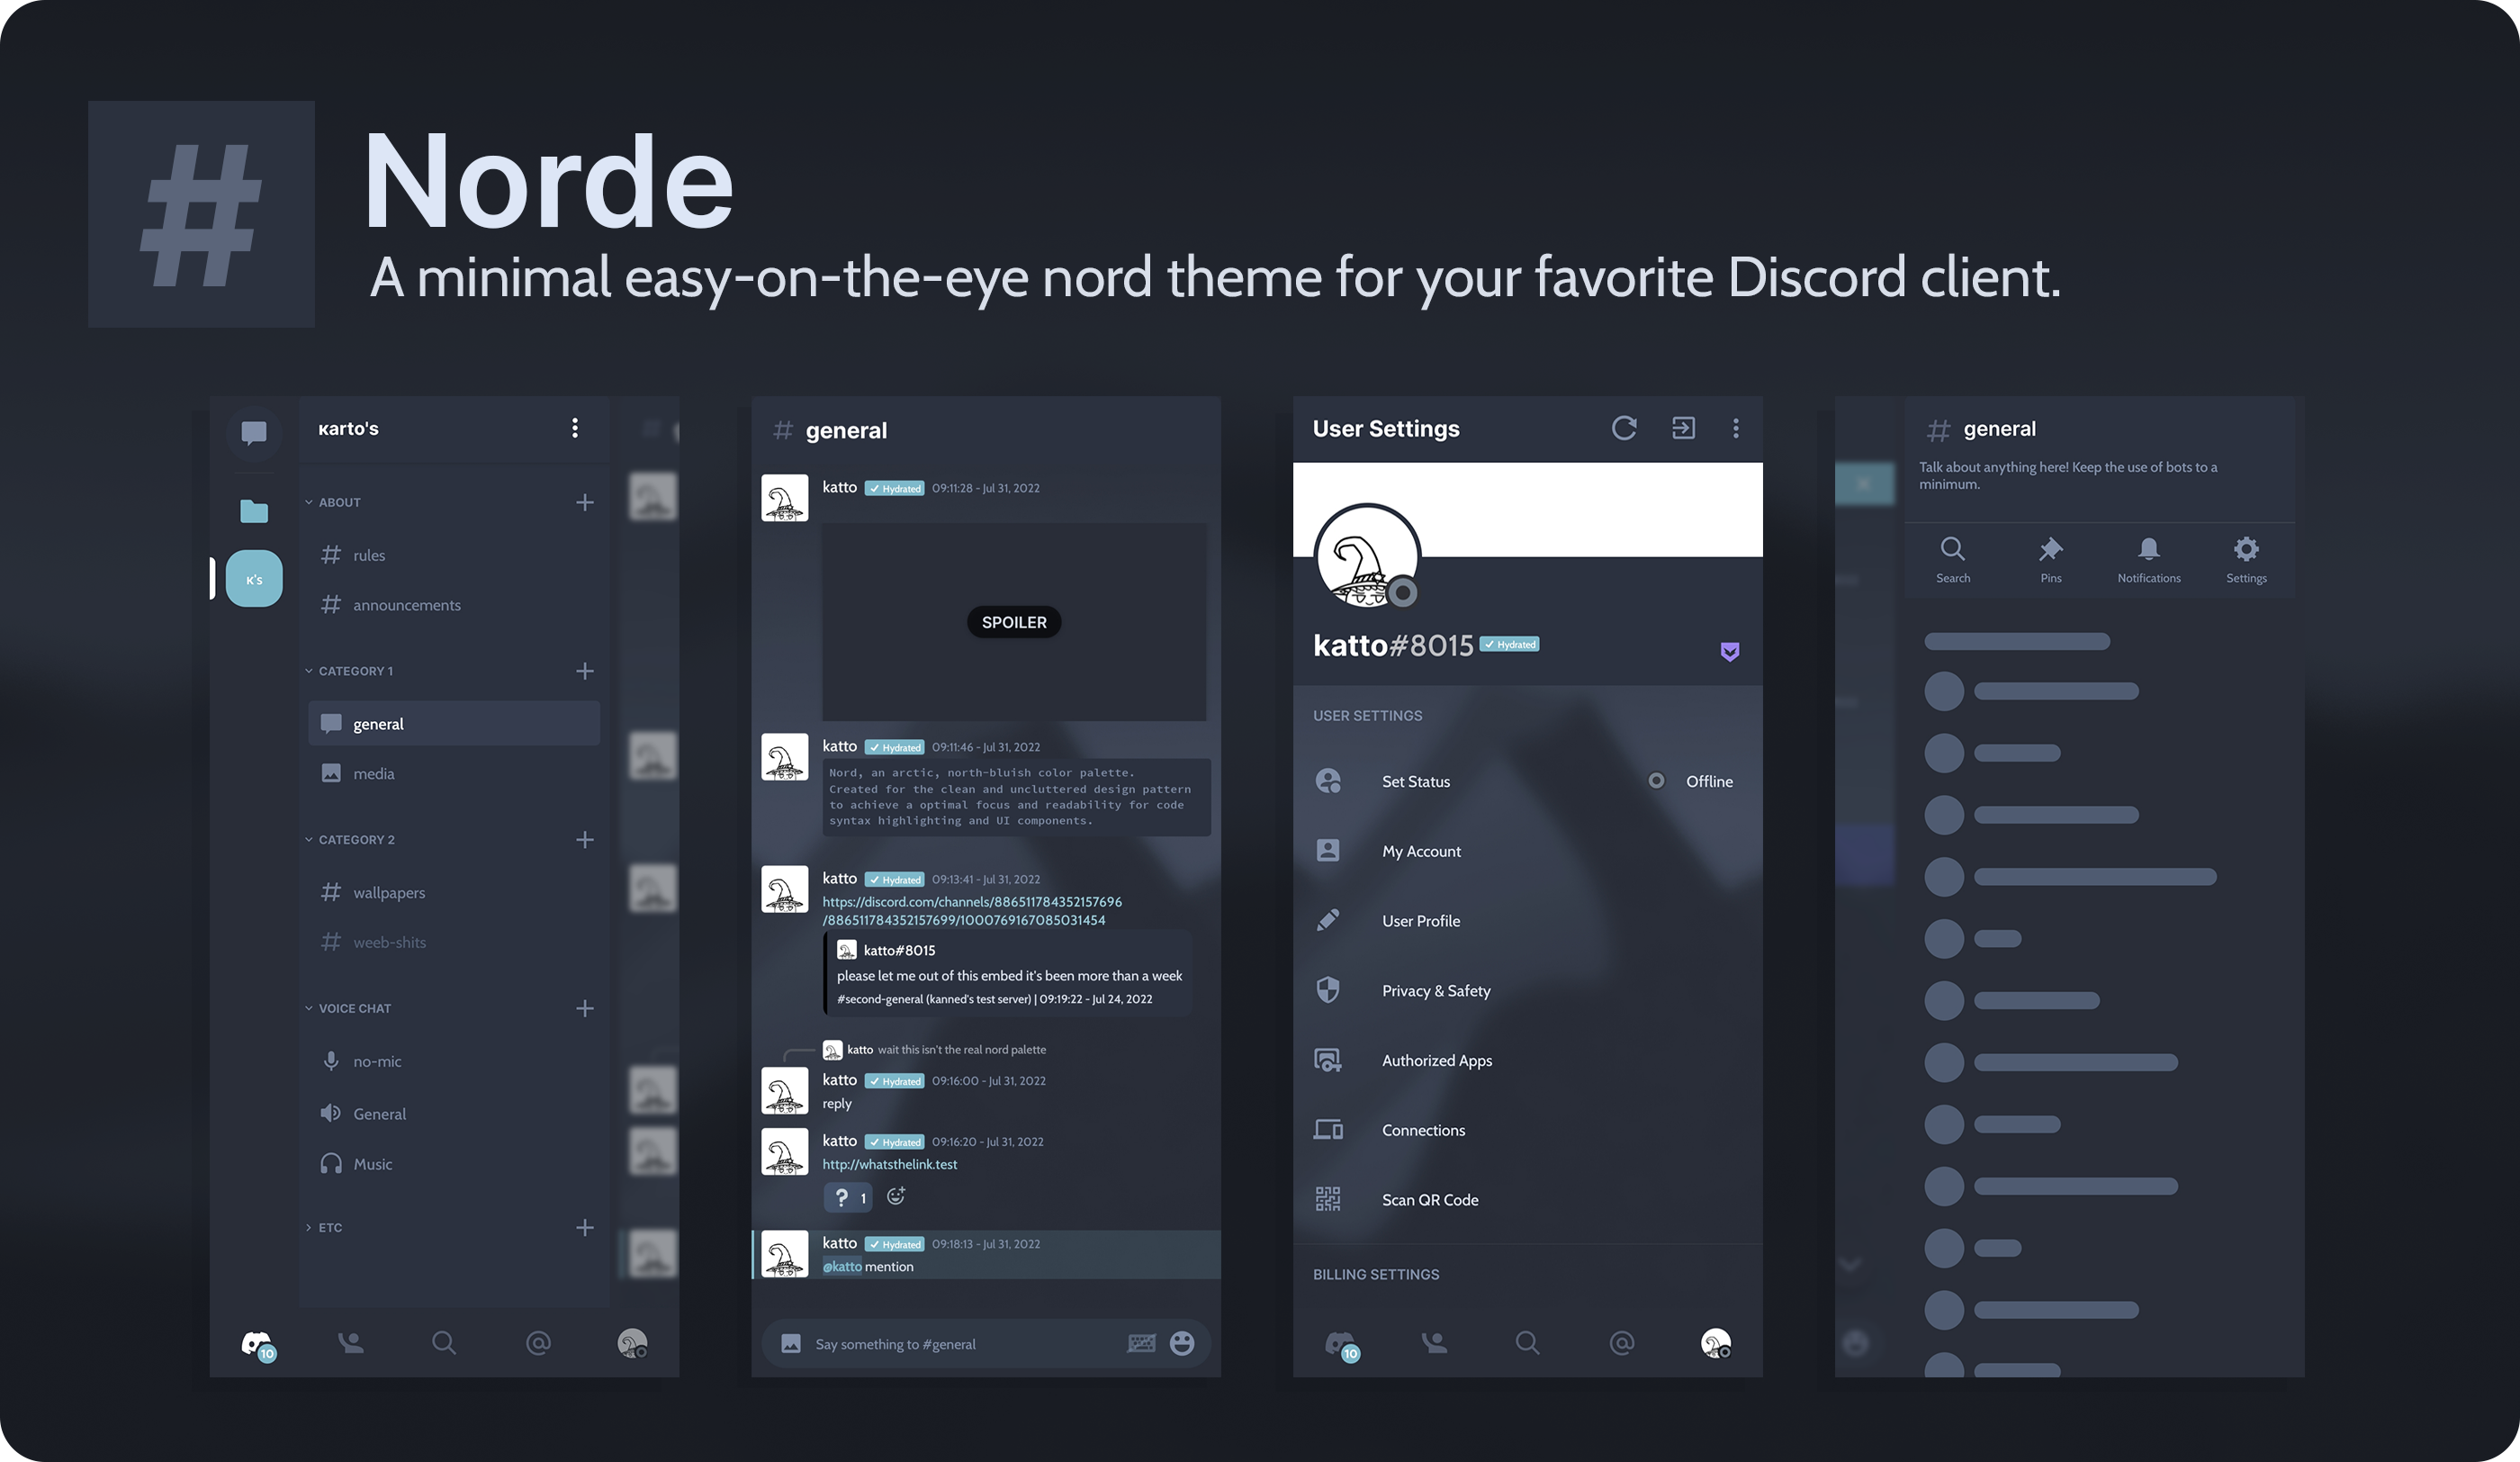 #
Norde
A minimal easy-on-the-eye nord theme for your favorite Discord client.
ĸarto's
ABOUT
rules
announcements
ĸ's
CATEGORY 1
general
media
CATEGORY 2
wallpapers
weeb-shits
VOICE CHAT
no-mic
General
Music
ETC
10
# general
katto ✓ Hydrated 09:11:28 - Jul 31, 2022
SPOILER
katto ✓ Hydrated 09:11:46 - Jul 31, 2022
Nord, an arctic, north-bluish color palette.
Created for the clean and uncluttered design pattern
to achieve a optimal focus and readability for code
syntax highlighting and UI components.
katto ✓ Hydrated 09:13:41 - Jul 31, 2022
https://discord.com/channels/886511784352157696
/886511784352157699/1000769167085031454
katto#8015
please let me out of this embed it's been more than a week
#second-general (kanned's test server) | 09:19:22 - Jul 24, 2022
katto wait this isn't the real nord palette
katto ✓ Hydrated 09:16:00 - Jul 31, 2022
reply
katto ✓ Hydrated 09:16:20 - Jul 31, 2022
http://whatsthelink.test
? 1
katto ✓ Hydrated 09:18:13 - Jul 31, 2022
@katto mention
Say something to #general
User Settings
katto#8015 ✓ Hydrated
USER SETTINGS
Set Status Offline
My Account
User Profile
Privacy & Safety
Authorized Apps
Connections
Scan QR Code
BILLING SETTINGS
10
# general
Talk about anything here! Keep the use of bots to a
minimum.
Search Pins Notifications Settings